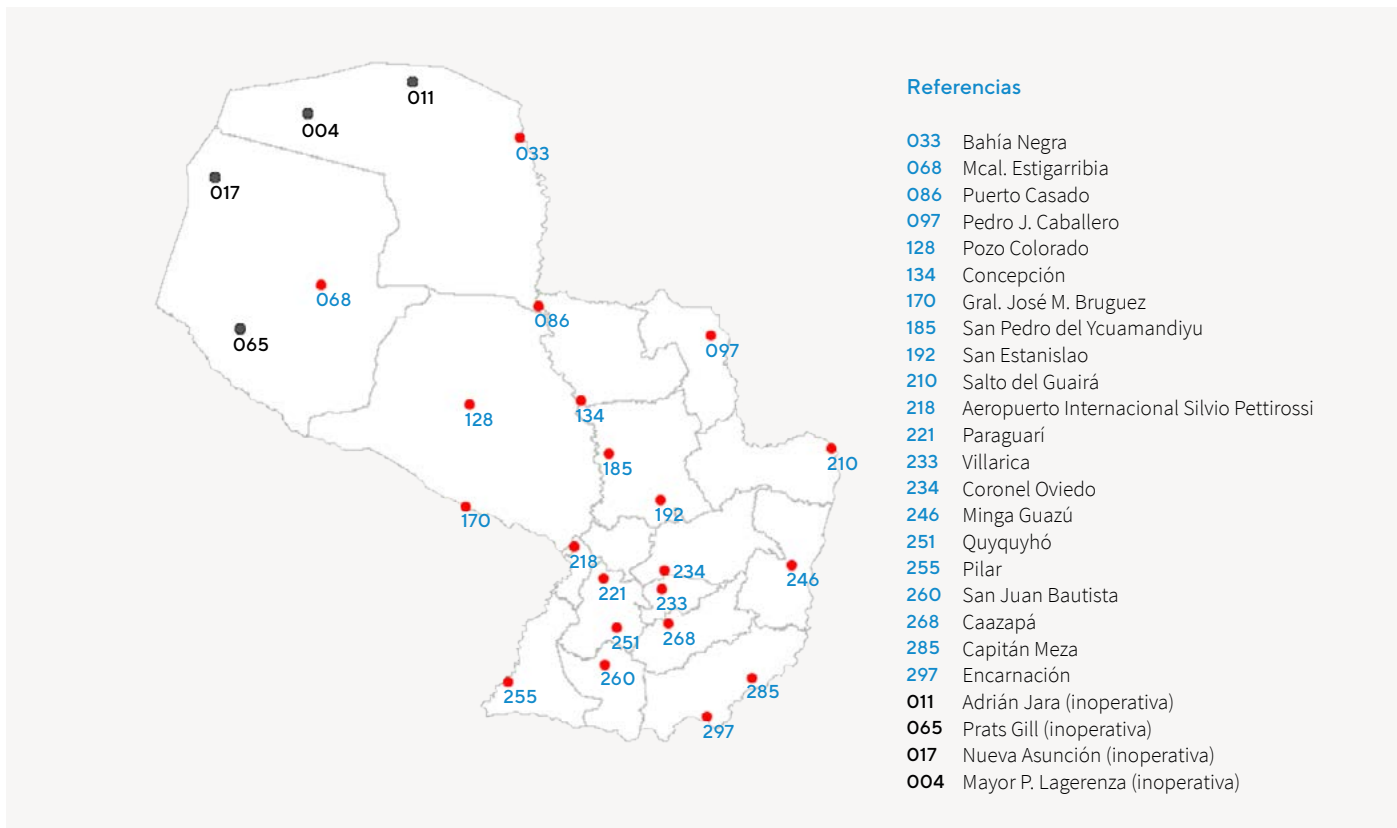 011
004
033
017
068
086
065
097
134
128
185
210
192
170
218
234
246
221
233
251
268
260
255
285
297
Referencias
033 Bahía Negra
068 Mcal. Estigarribia
086 Puerto Casado
097 Pedro J. Caballero
128 Pozo Colorado
134 Concepción
170 Gral. José M. Bruguez
185 San Pedro del Ycuamandiyu
192 San Estanislao
210 Salto del Guairá
218 Aeropuerto Internacional Silvio Pettirossi
221 Paraguarí
233 Villarica
234 Coronel Oviedo
246 Minga Guazú
251 Quyquyhó
255 Pilar
260 San Juan Bautista
268 Caazapá
285 Capitán Meza
297 Encarnación
011 Adrián Jara (inoperativa)
065 Prats Gill (inoperativa)
017 Nueva Asunción (inoperativa)
004 Mayor P. Lagerenza (inoperativa)